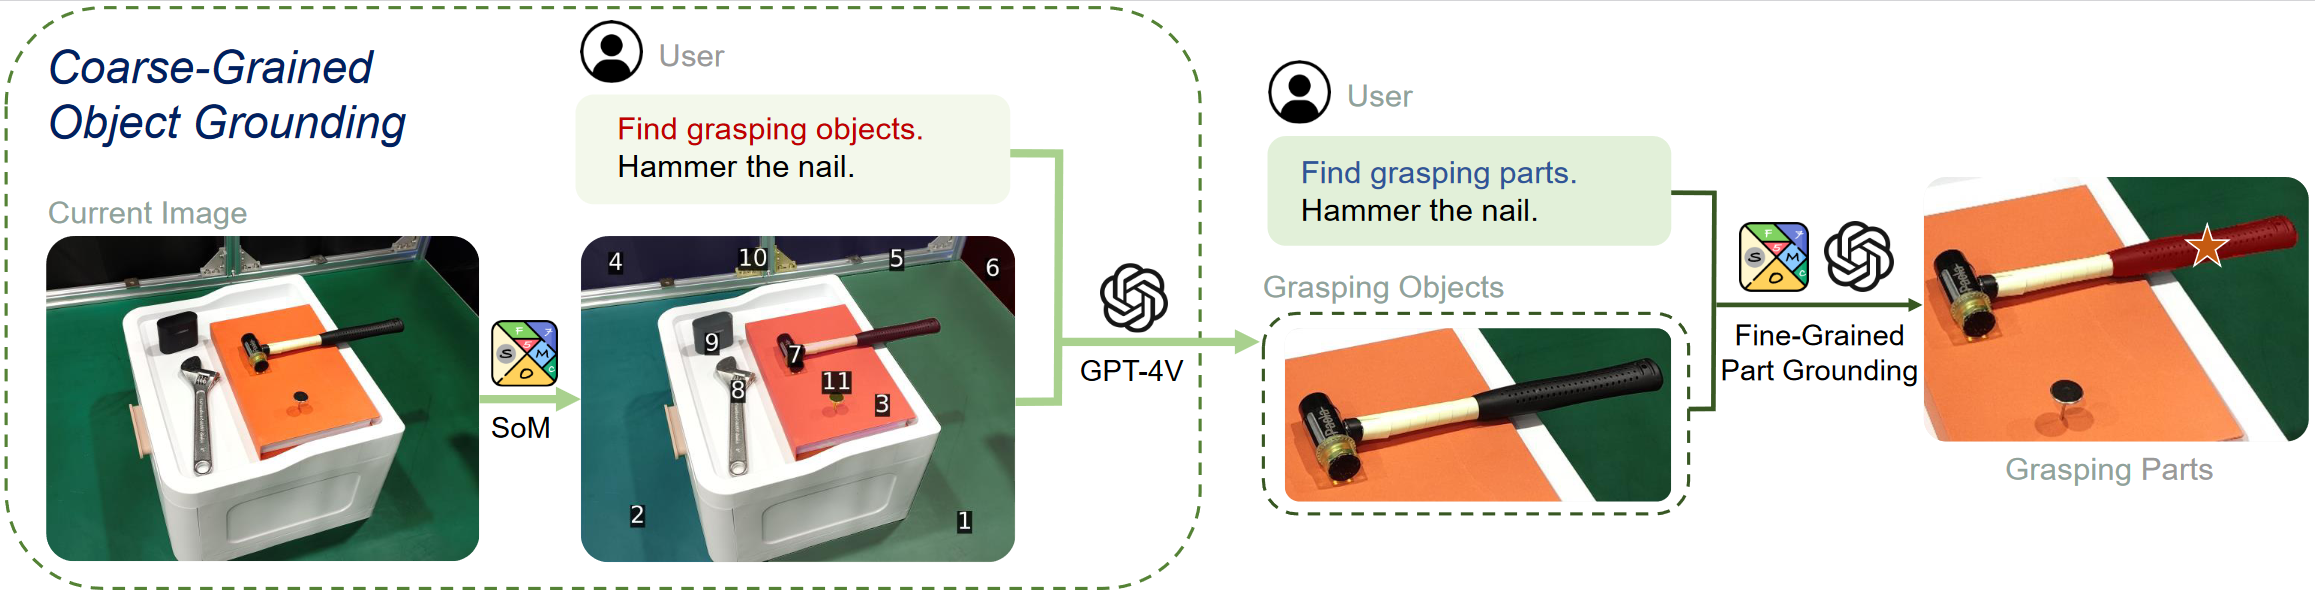 Coarse-Grained
Object Grounding
User
Find grasping objects.
Hammer the nail.
Current Image
SoM
4
10
5
6
9
7
8
11
3
2
1
GPT-4V
User
Find grasping parts.
Hammer the nail.
Grasping Objects
Fine-Grained
Part Grounding
Grasping Parts